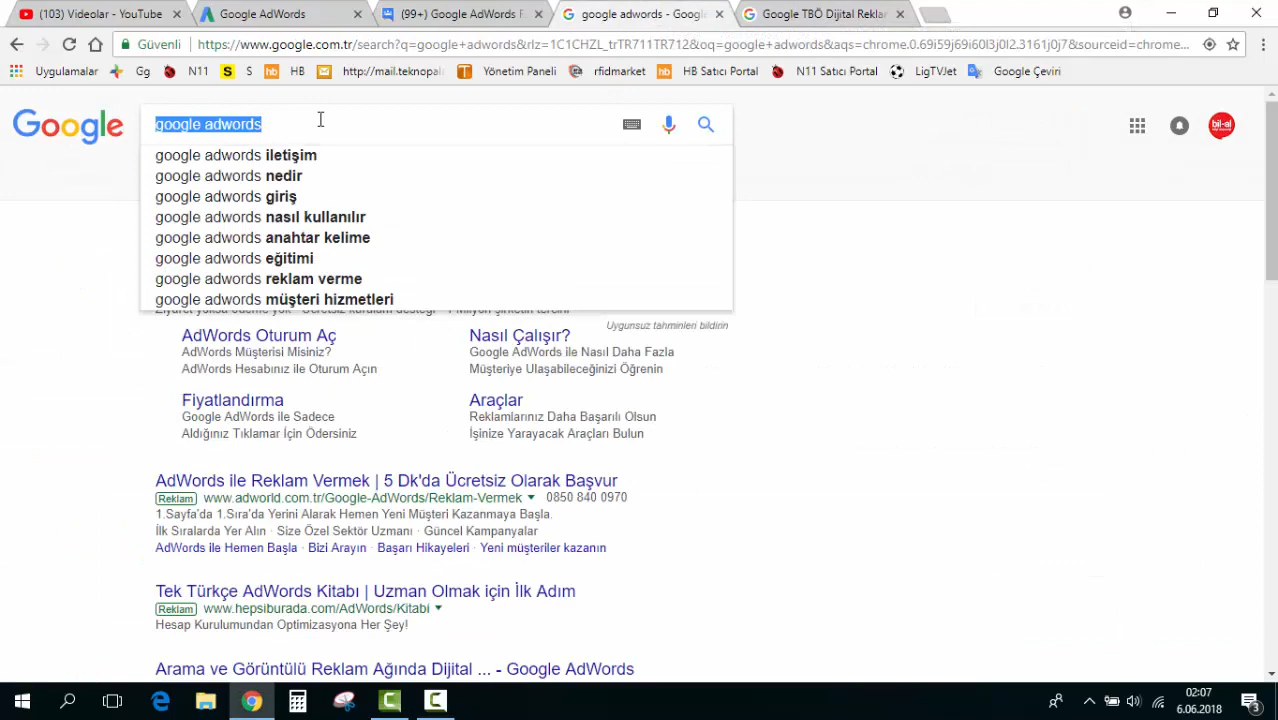 (103) Videolar - YouTube
Google AdWords
(99+) Google AdWords F
google adwords - Google
Google TBÖ Dijital Reklar
Güvenli
https://www.google.com.tr/search?q=google+adwords&rlz=1C1CHZL_trTR711TR712&oq=google+adwords&aqs=chrome.0.69i59j69i60l3j0l2.3161j0j7&sourceid=chrome...
Uygulamalar
Gg
N11
S
HB
http://mail.teknopal
Yönetim Paneli
rfidmarket
HB Satıcı Portal
N11 Satıcı Portal
LigTVJet
Google Çeviri
Google
google adwords
bil-al
google adwords iletişim
google adwords nedir
google adwords giriş
google adwords nasıl kullanılır
google adwords anahtar kelime
google adwords eğitimi
google adwords reklam verme
google adwords müşteri hizmetleri
Uygunsuz tahminleri bildirin
AdWords Oturum Aç
AdWords Müşterisi Misiniz?
AdWords Hesabınız ile Oturum Açın
Nasıl Çalışır?
Google AdWords ile Nasıl Daha Fazla
Müşteriye Ulaşabileceğinizi Öğrenin
Fiyatlandırma
Google AdWords ile Sadece
Aldığınız Tıklamar İçin Ödersiniz
Araçlar
Reklamlarınız Daha Başarılı Olsun
İşinize Yarayacak Araçları Bulun
AdWords ile Reklam Vermek | 5 Dk'da Ücretsiz Olarak Başvur
Reklam www.adworld.com.tr/Google-AdWords/Reklam-Vermek 0850 840 0970
1.Sayfa'da 1.Sıra'da Yerini Alarak Hemen Yeni Müşteri Kazanmaya Başla.
İlk Sıralarda Yer Alın · Size Özel Sektör Uzmanı · Güncel Kampanyalar
AdWords ile Hemen Başla · Bizi Arayın · Başarı Hikayeleri · Yeni müşteriler kazanın
Tek Türkçe AdWords Kitabı | Uzman Olmak için İlk Adım
Reklam www.hepsiburada.com/AdWords/Kitabi
Hesap Kurulumundan Optimizasyona Her Şey!
Arama ve Görüntülü Reklam Ağında Dijital ... - Google AdWords
02:07
6.06.2018
3